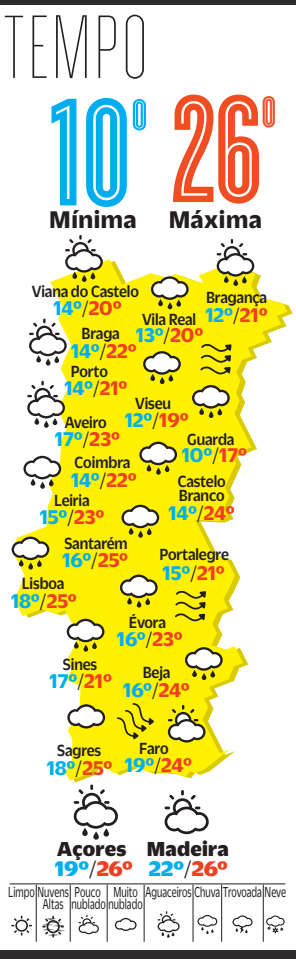 TEMPO
10º 26º
Mínima Máxima
Viana do Castelo
14º/20º
Bragança
12º/21º
Vila Real
13º/20º
Braga
14º/22º
Porto
14º/21º
Viseu
12º/19º
Aveiro
17º/23º
Guarda
10º/17º
Coimbra
14º/22º
Castelo
Branco
14º/24º
Leiria
15º/23º
Santarém
16º/25º
Portalegre
15º/21º
Lisboa
18º/25º
Évora
16º/23º
Sines
17º/21º
Beja
16º/24º
Sagres
18º/25º
Faro
19º/24º
Açores
19º/26º
Madeira
22º/26º
Limpo
Nuvens
Altas
Pouco
nublado
Muito
nublado
Aguaceiros
Chuva
Trovoada
Neve